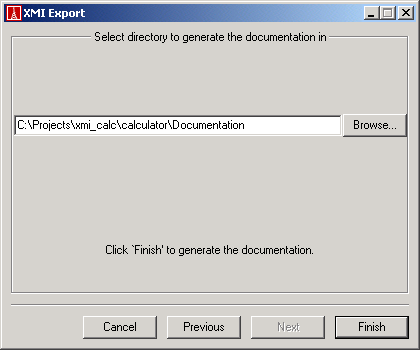 XMI Export
Select directory to generate the documentation in
C:\Projects\xmi_calc\calculator\Documentation
Browse...
Click `Finish' to generate the documentation.
Cancel
Previous
Next
Finish